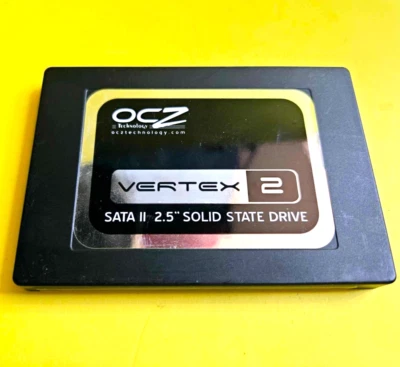 OCZ
Technology
ocztechnology.com
VERTEX 2
SATA II 2.5" SOLID STATE DRIVE